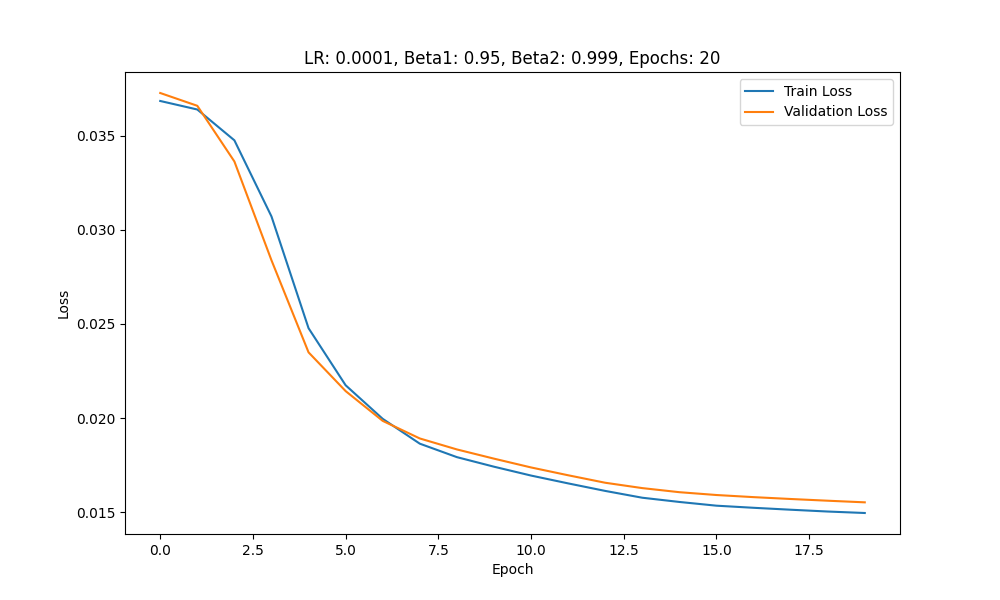 LR: 0.0001, Beta1: 0.95, Beta2: 0.999, Epochs: 20
Train Loss
Validation Loss
0.035
0.030
0.025
0.020
0.015
Loss
0.0 2.5 5.0 7.5 10.0 12.5 15.0 17.5
Epoch